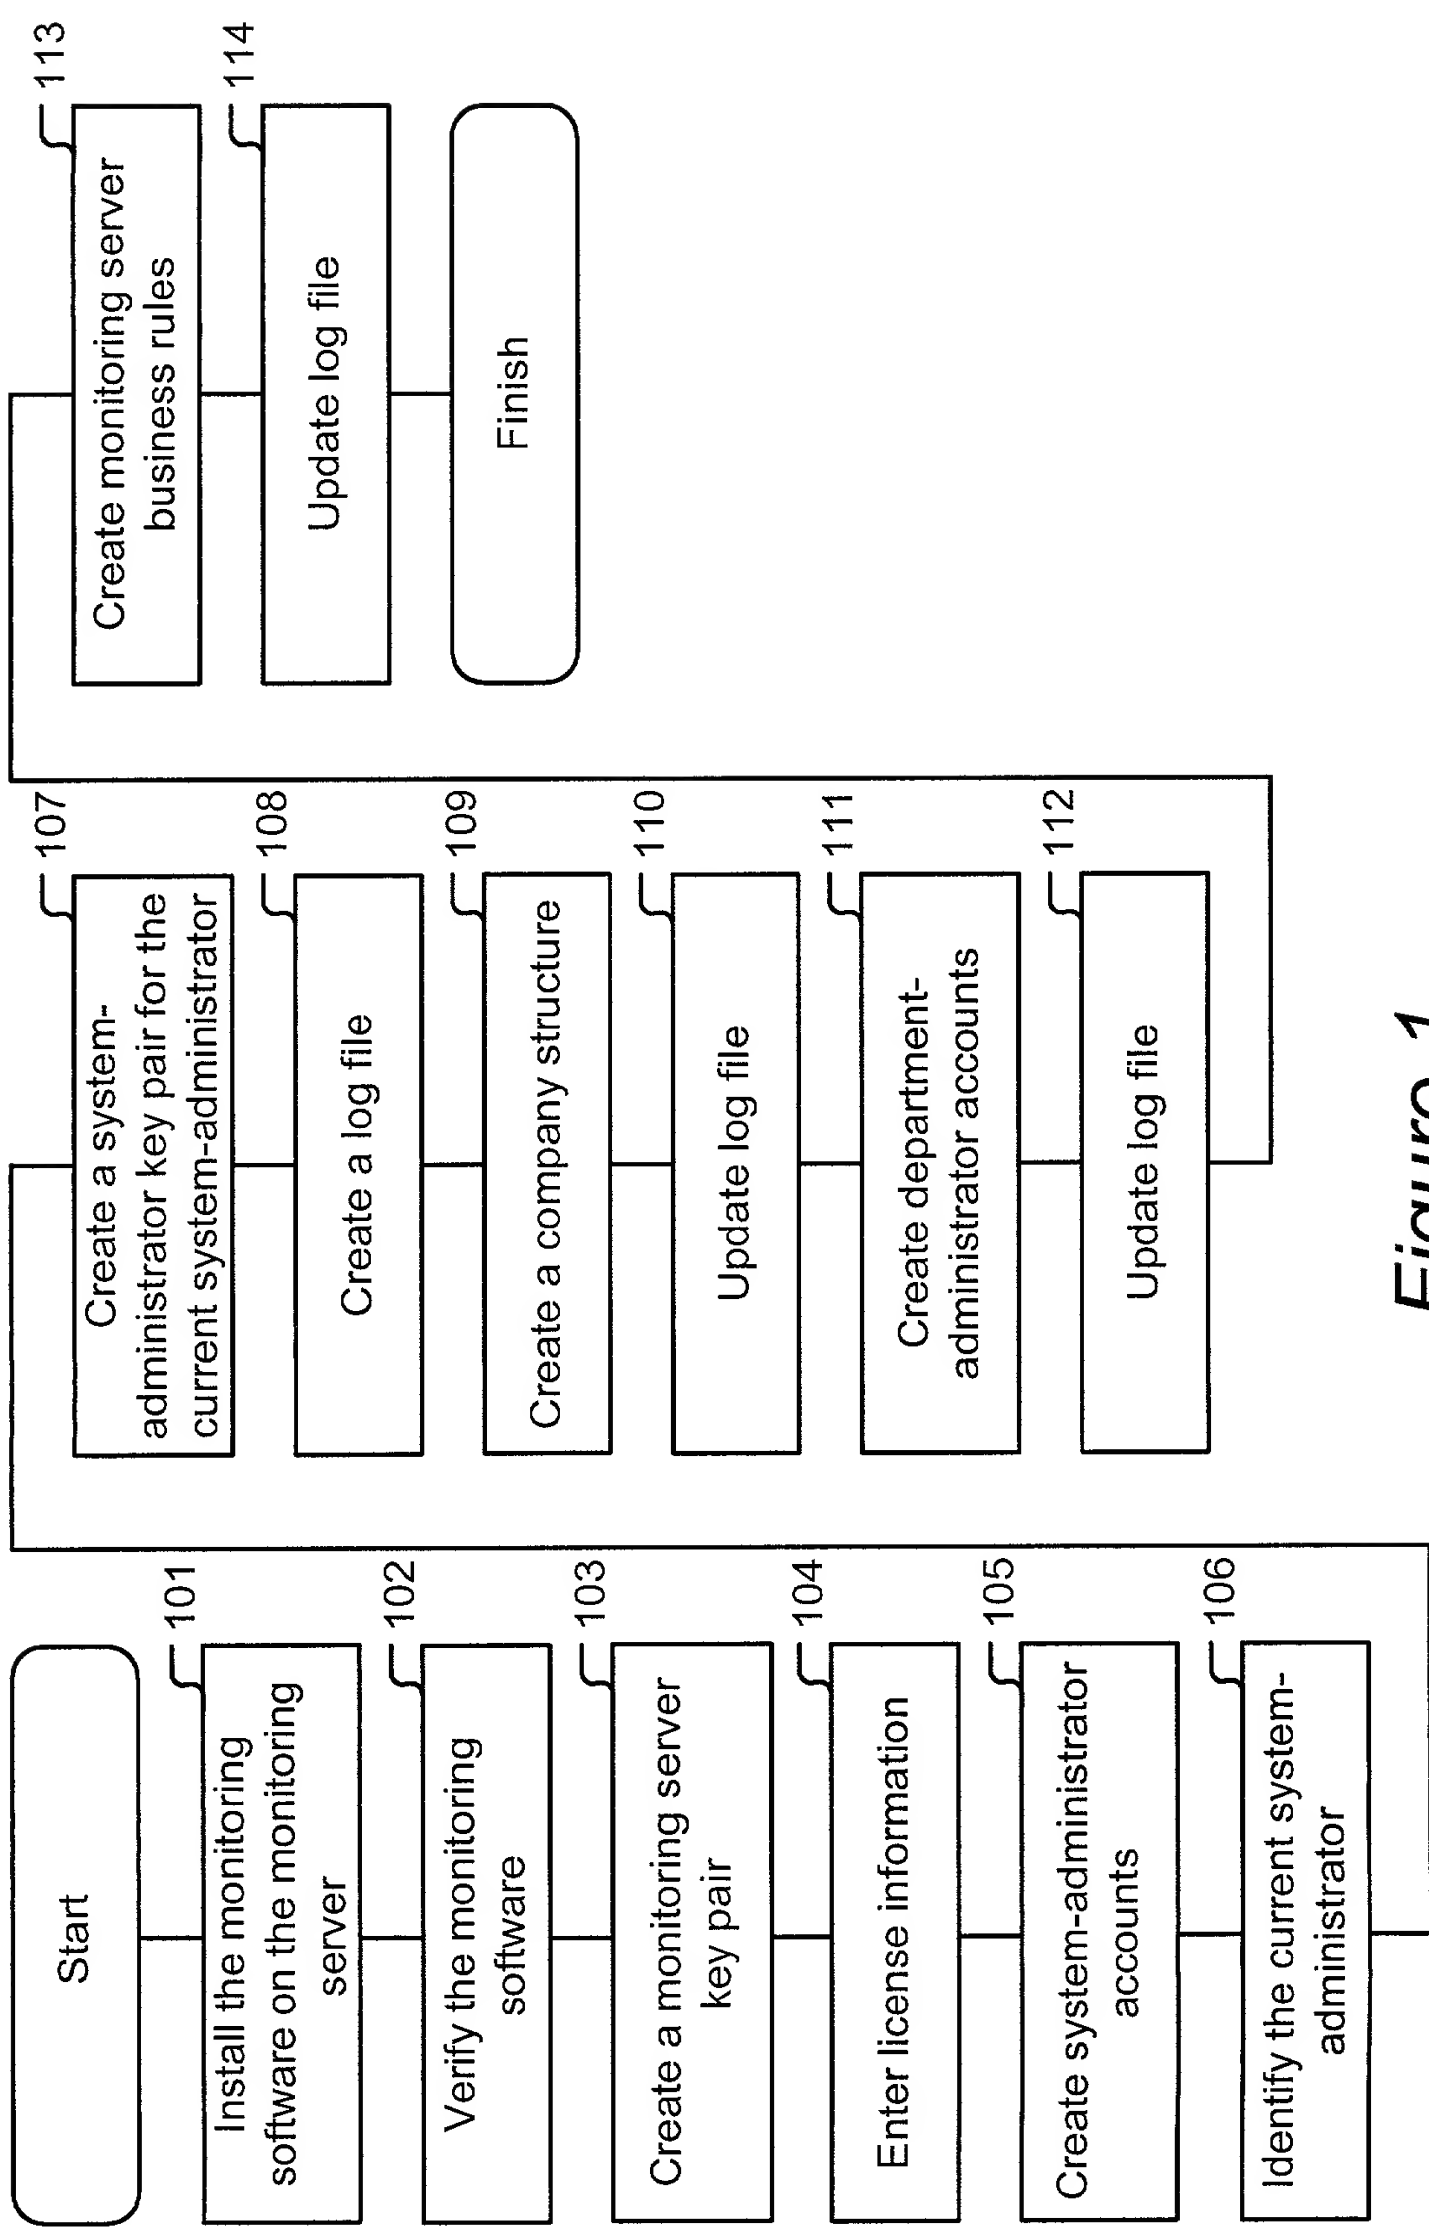 Start
101
Install the monitoring
software on the monitoring
server
102
Verify the monitoring
software
103
Create a monitoring server
key pair
104
Enter license information
105
Create system-administrator
accounts
106
Identify the current system-
administrator
107
Create a system-
administrator key pair for the
current system-administrator
108
Create a log file
109
Create a company structure
110
Update log file
111
Create department-
administrator accounts
112
Update log file
113
Create monitoring server
business rules
114
Update log file
Finish
Figure 1